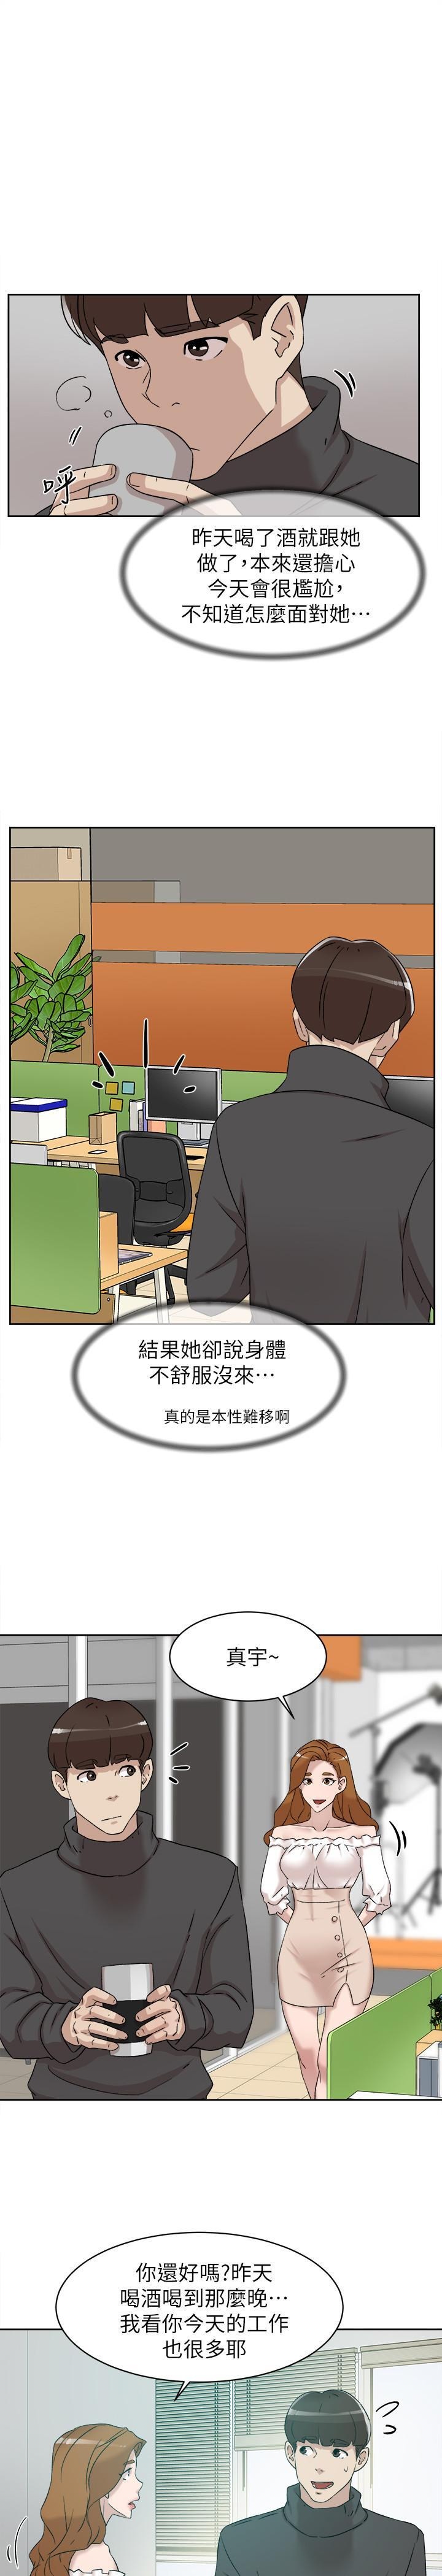 呼
昨天喝了酒就跟她
做了,本來還擔心
今天會很尷尬,
不知道怎麼面對她…
結果她卻說身體
不舒服沒來…
真的是本性難移啊
真宇~
你還好嗎?昨天
喝酒喝到那麼晚…
我看你今天的工作
也很多耶